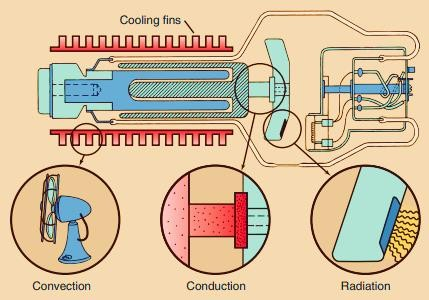 Cooling fins
Convection
Conduction
Radiation